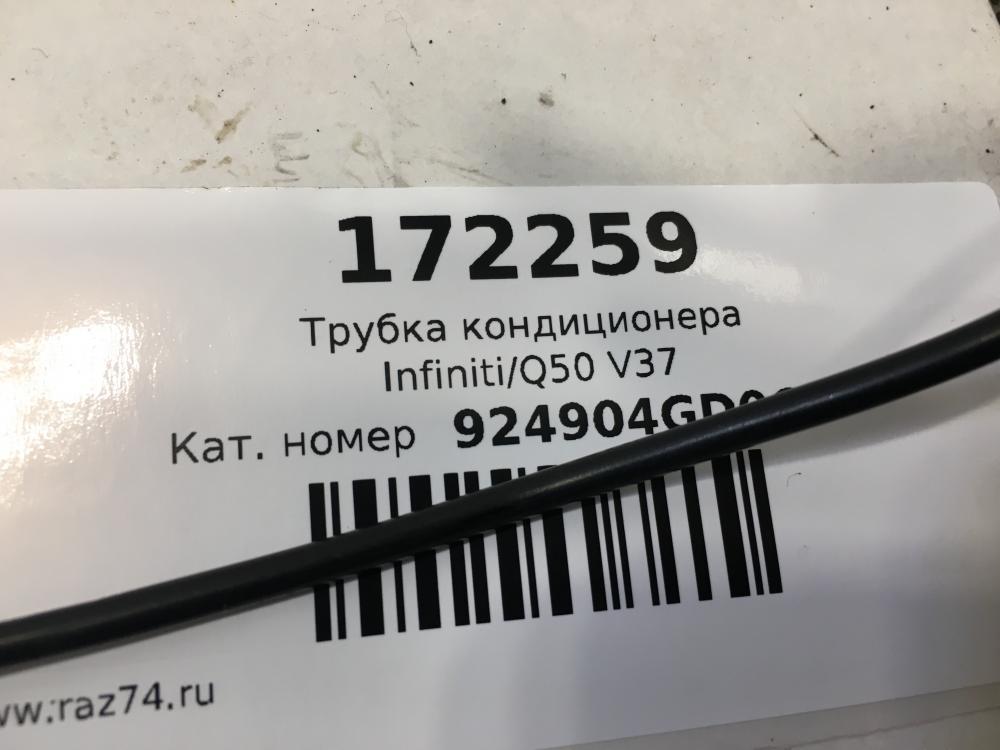 172259
Трубка кондиционера
Infiniti/Q50 V37
Кат. номер
www.raz74.ru